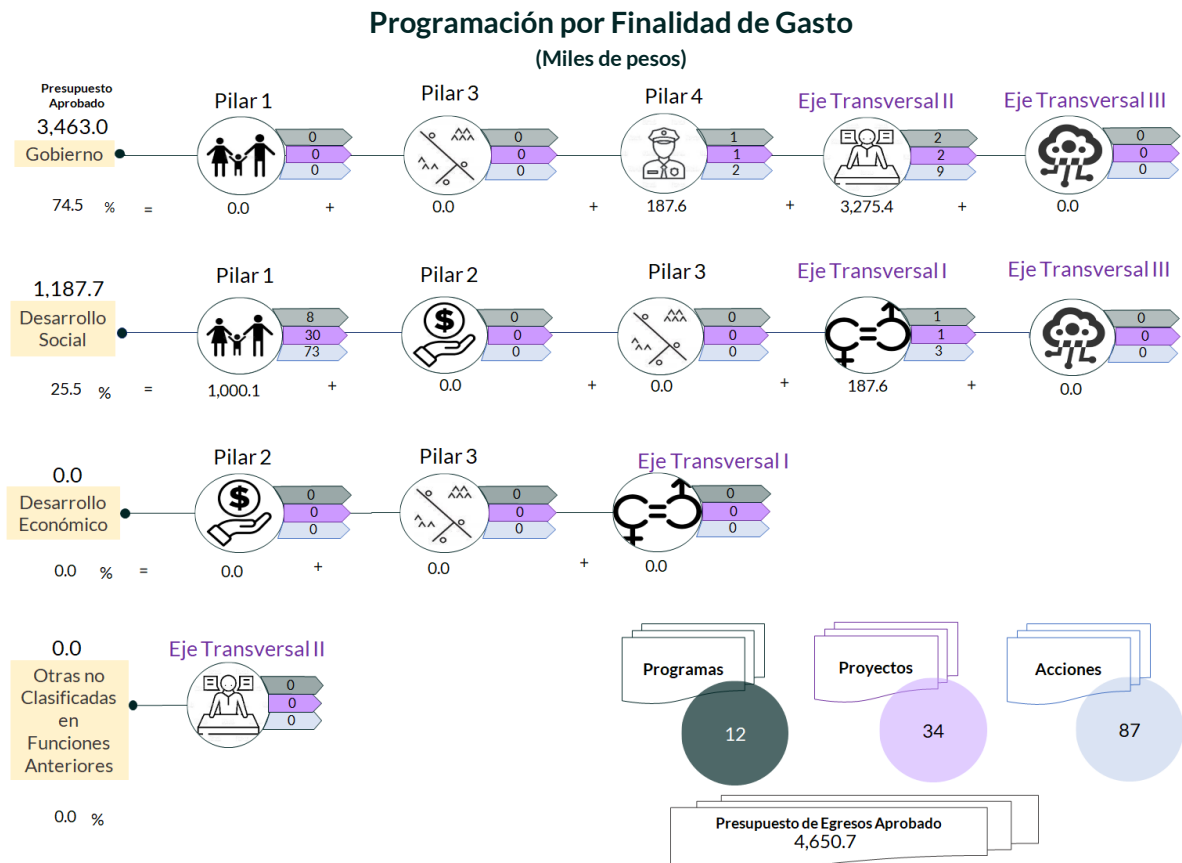 Programación por Finalidad de Gasto
(Miles de pesos)
Presupuesto
Aprobado
3,463.0
Gobierno
Pilar 1
0
0
0
Pilar 3
0
0
0
Pilar 4
1
1
2
Eje Transversal II
2
2
9
Eje Transversal III
0
0
0
74.5 % = 0.0 + 0.0 + 187.6 + 3,275.4 + 0.0
1,187.7
Desarrollo
Social
Pilar 1
8
30
73
Pilar 2
0
0
0
Pilar 3
0
0
0
Eje Transversal I
1
1
3
Eje Transversal III
0
0
0
25.5 % = 1,000.1 + 0.0 + 0.0 + 187.6 + 0.0
0.0
Desarrollo
Económico
Pilar 2
0
0
0
Pilar 3
0
0
0
Eje Transversal I
0
0
0
0.0 % = 0.0 + 0.0 + 0.0
0.0
Otras no
Clasificadas
en
Funciones
Anteriores
Eje Transversal II
0
0
0
0.0 %
Programas
12
Proyectos
34
Acciones
87
Presupuesto de Egresos Aprobado
4,650.7